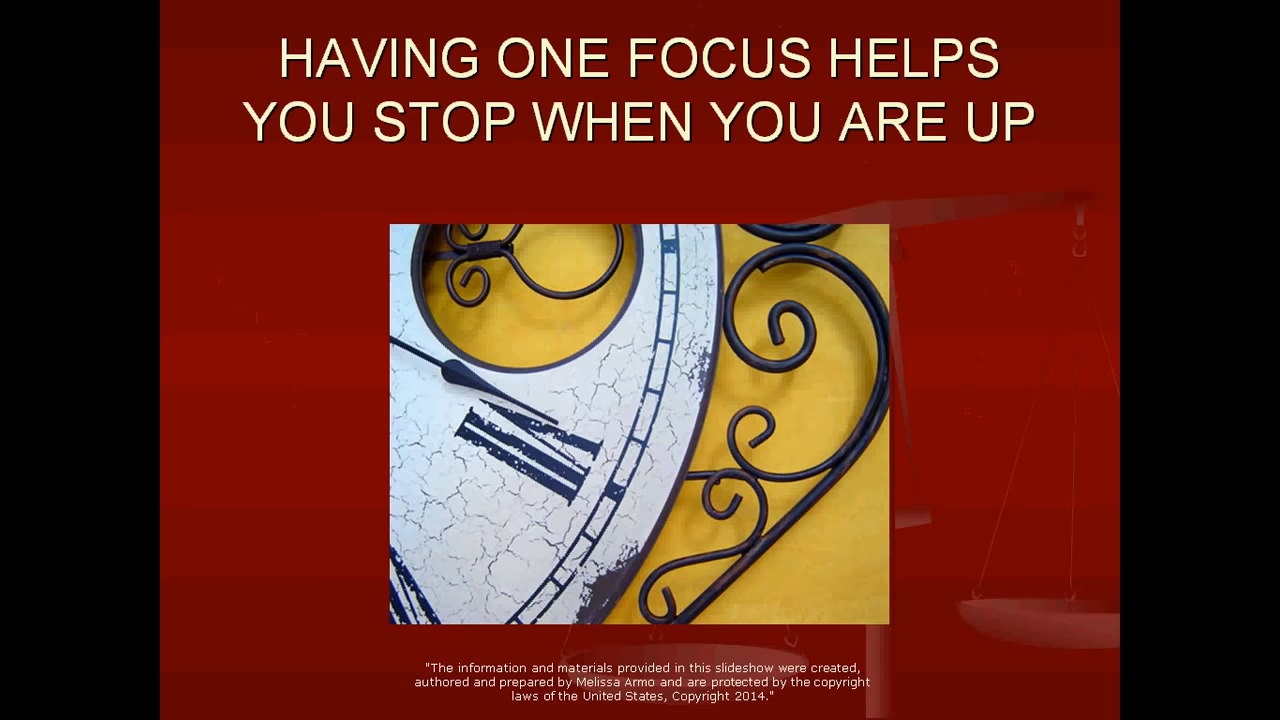 HAVING ONE FOCUS HELPS
YOU STOP WHEN YOU ARE UP
IIII
"The information and materials provided in this slideshow were created,
authored and prepared by Melissa Armo and are protected by the copyright
laws of the United States, Copyright 2014."